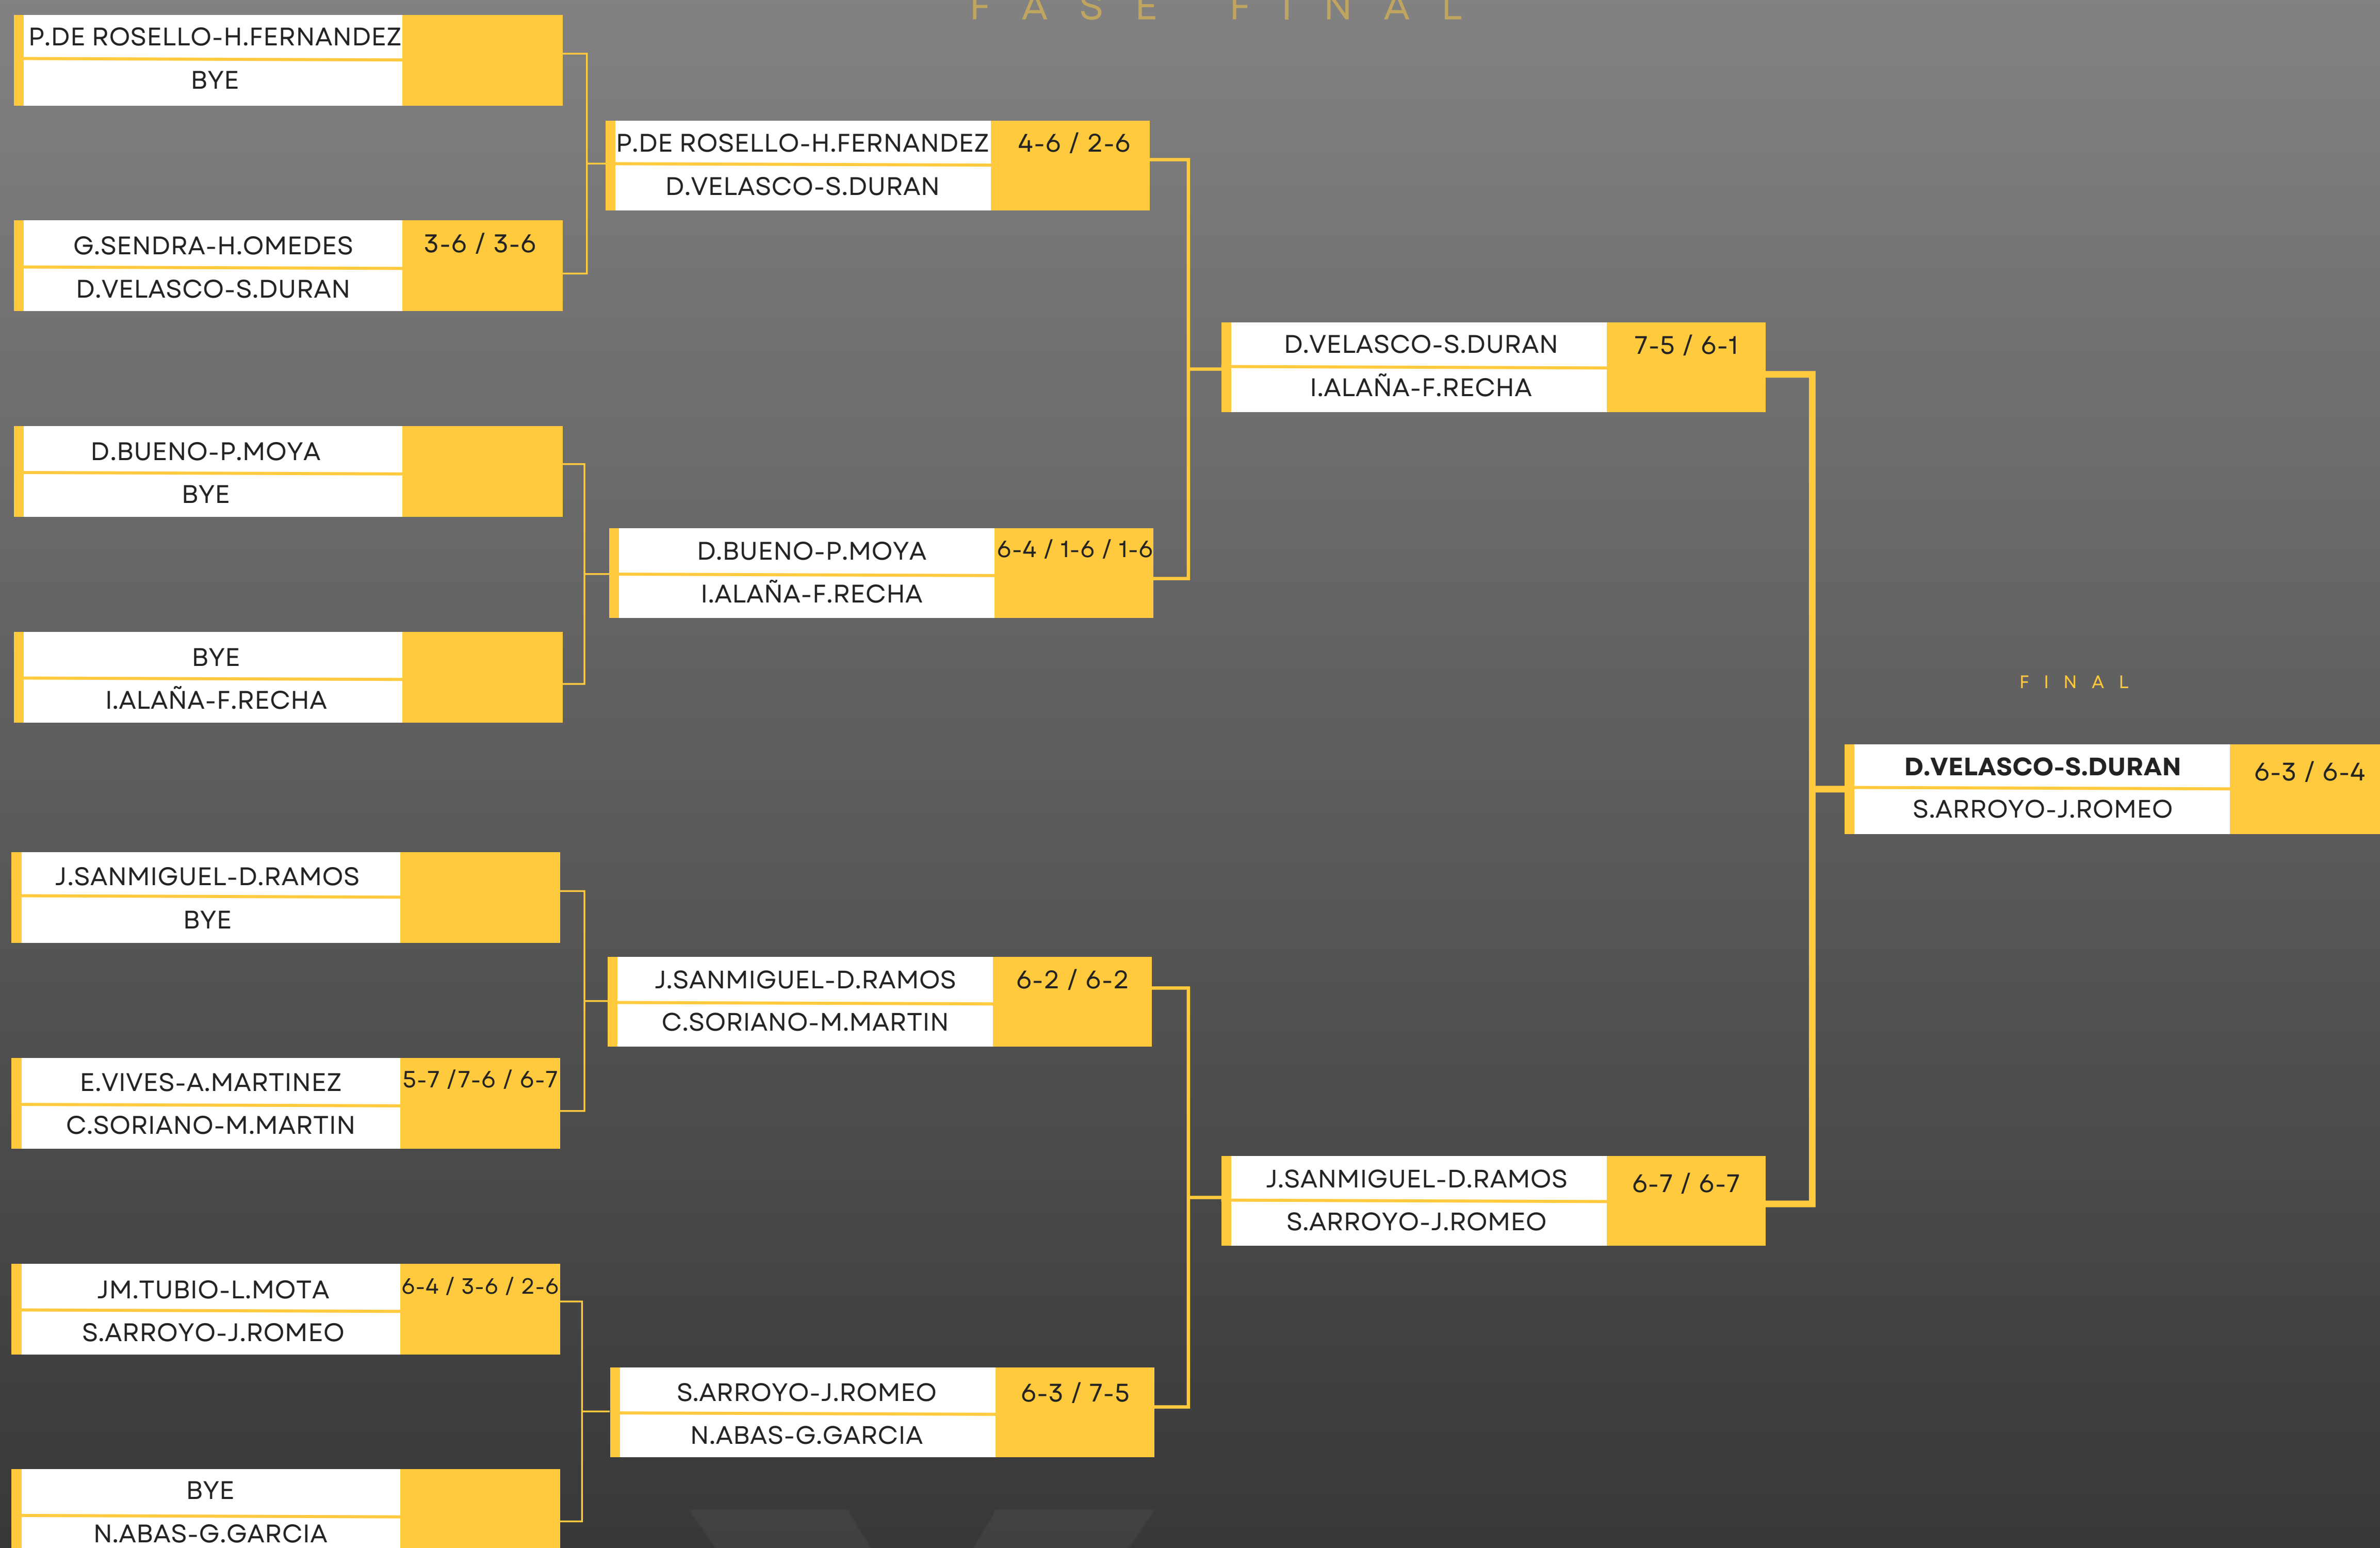 FASE FINAL
P.DE ROSELLO-H.FERNANDEZ
BYE
G.SENDRA-H.OMEDES 3-6 / 3-6
D.VELASCO-S.DURAN
D.BUENO-P.MOYA
BYE
BYE
I.ALAÑA-F.RECHA
J.SANMIGUEL-D.RAMOS
BYE
E.VIVES-A.MARTINEZ 5-7 /7-6 / 6-7
C.SORIANO-M.MARTIN
JM.TUBIO-L.MOTA 6-4 / 3-6 / 2-6
S.ARROYO-J.ROMEO
BYE
N.ABAS-G.GARCIA
P.DE ROSELLO-H.FERNANDEZ 4-6 / 2-6
D.VELASCO-S.DURAN
D.BUENO-P.MOYA 6-4 / 1-6 / 1-6
I.ALAÑA-F.RECHA
J.SANMIGUEL-D.RAMOS 6-2 / 6-2
C.SORIANO-M.MARTIN
S.ARROYO-J.ROMEO 6-3 / 7-5
N.ABAS-G.GARCIA
D.VELASCO-S.DURAN 7-5 / 6-1
I.ALAÑA-F.RECHA
J.SANMIGUEL-D.RAMOS 6-7 / 6-7
S.ARROYO-J.ROMEO
FINAL
D.VELASCO-S.DURAN 6-3 / 6-4
S.ARROYO-J.ROMEO